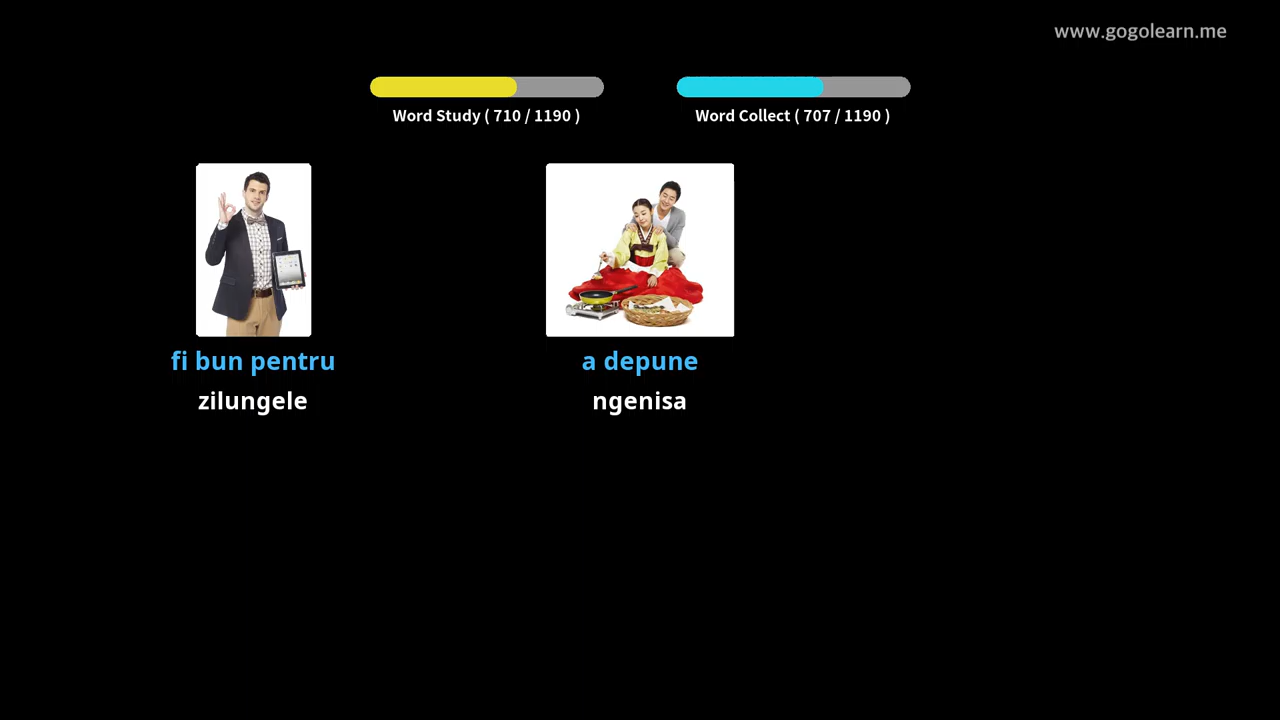 www.gogolearn.me
Word Study ( 710 / 1190 )
Word Collect ( 707 / 1190 )
fi bun pentru
zilungele
a depune
ngenisa